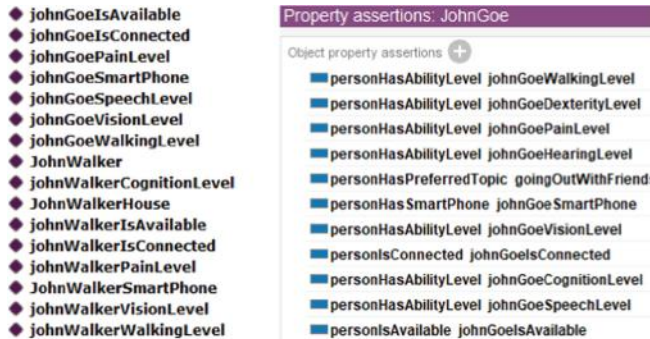 johnGoeIsAvailable
johnGoeIsConnected
johnGoePainLevel
johnGoeSmartPhone
johnGoeSpeechLevel
johnGoeVisionLevel
johnGoeWalkingLevel
JohnWalker
johnWalkerCognitionLevel
JohnWalkerHouse
johnWalkerIsAvailable
johnWalkerIsConnected
johnWalkerPainLevel
JohnWalkerSmartPhone
johnWalkerVisionLevel
johnWalkerWalkingLevel
Property assertions: JohnGoe
Object property assertions
personHasAbilityLevel johnGoeWalkingLevel
personHasAbilityLevel johnGoeDexterityLevel
personHasAbilityLevel johnGoePainLevel
personHasAbilityLevel johnGoeHearingLevel
personHasPreferredTopic goingOutWithFriends
personHasSmartPhone johnGoeSmartPhone
personHasAbilityLevel johnGoeVisionLevel
personIsConnected johnGoeIsConnected
personHasAbilityLevel johnGoeCognitionLevel
personHasAbilityLevel johnGoeSpeechLevel
personIsAvailable johnGoeIsAvailable